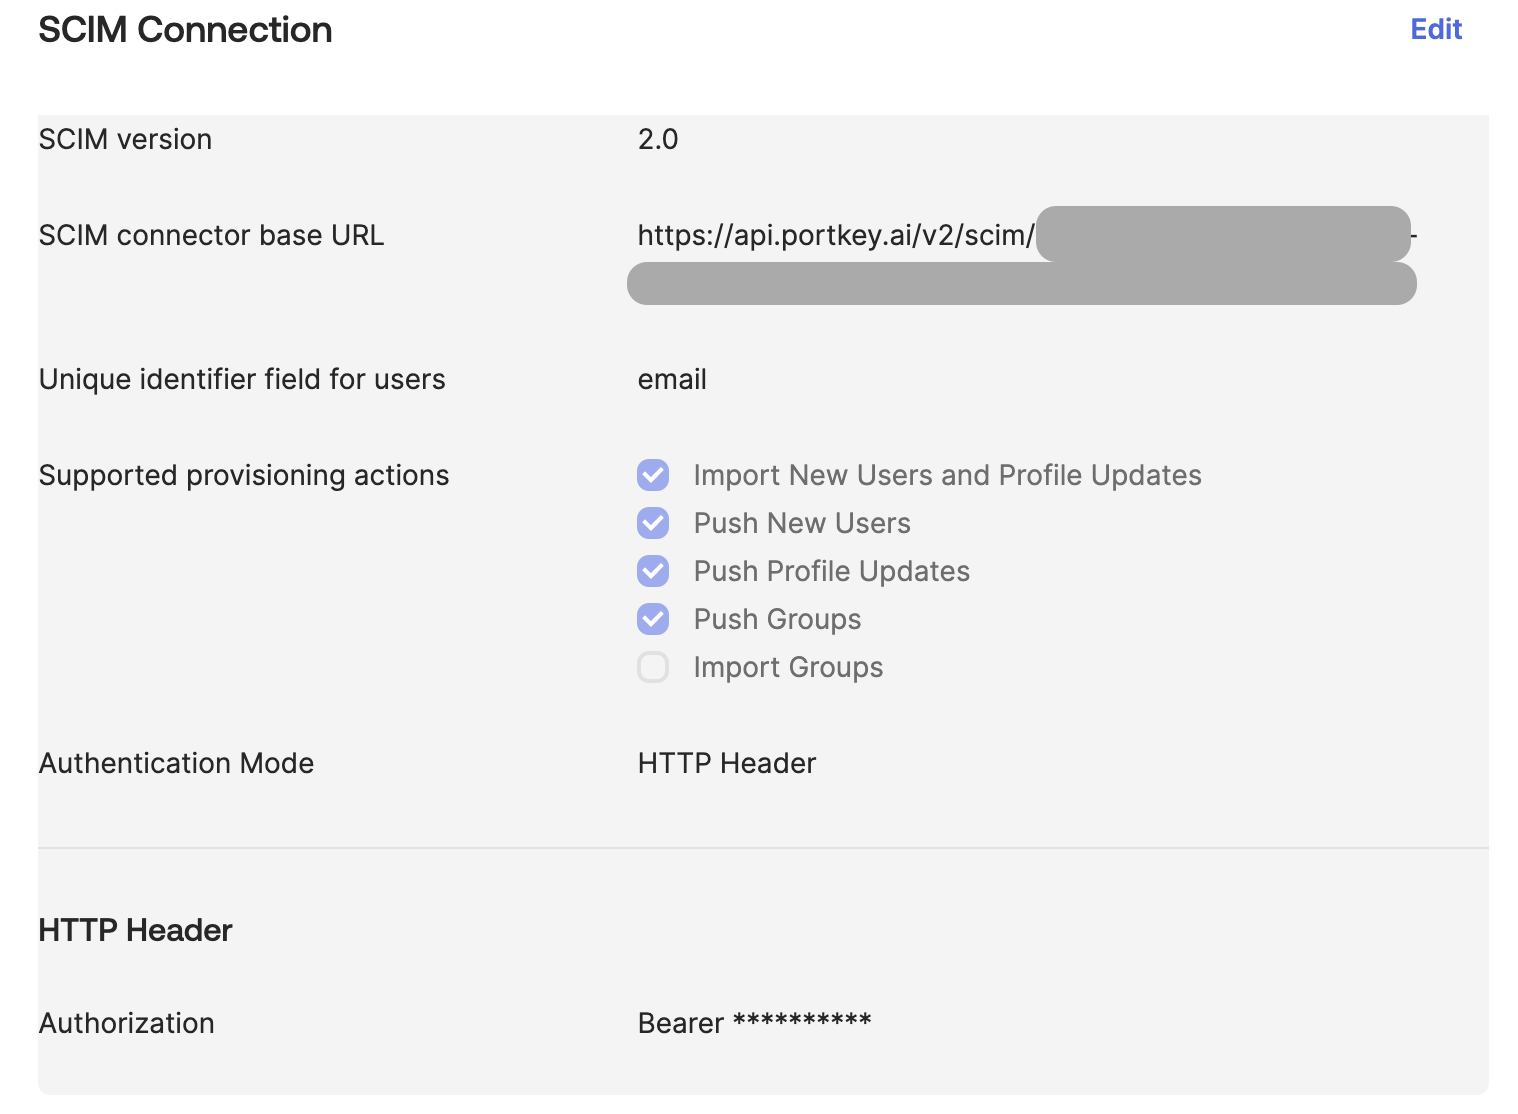 SCIM Connection
Edit
SCIM version
2.0
SCIM connector base URL
https://api.portkey.ai/v2/scim/
-
Unique identifier field for users
email
Supported provisioning actions
Import New Users and Profile Updates
Push New Users
Push Profile Updates
Push Groups
Import Groups
Authentication Mode
HTTP Header
HTTP Header
Authorization
Bearer **********